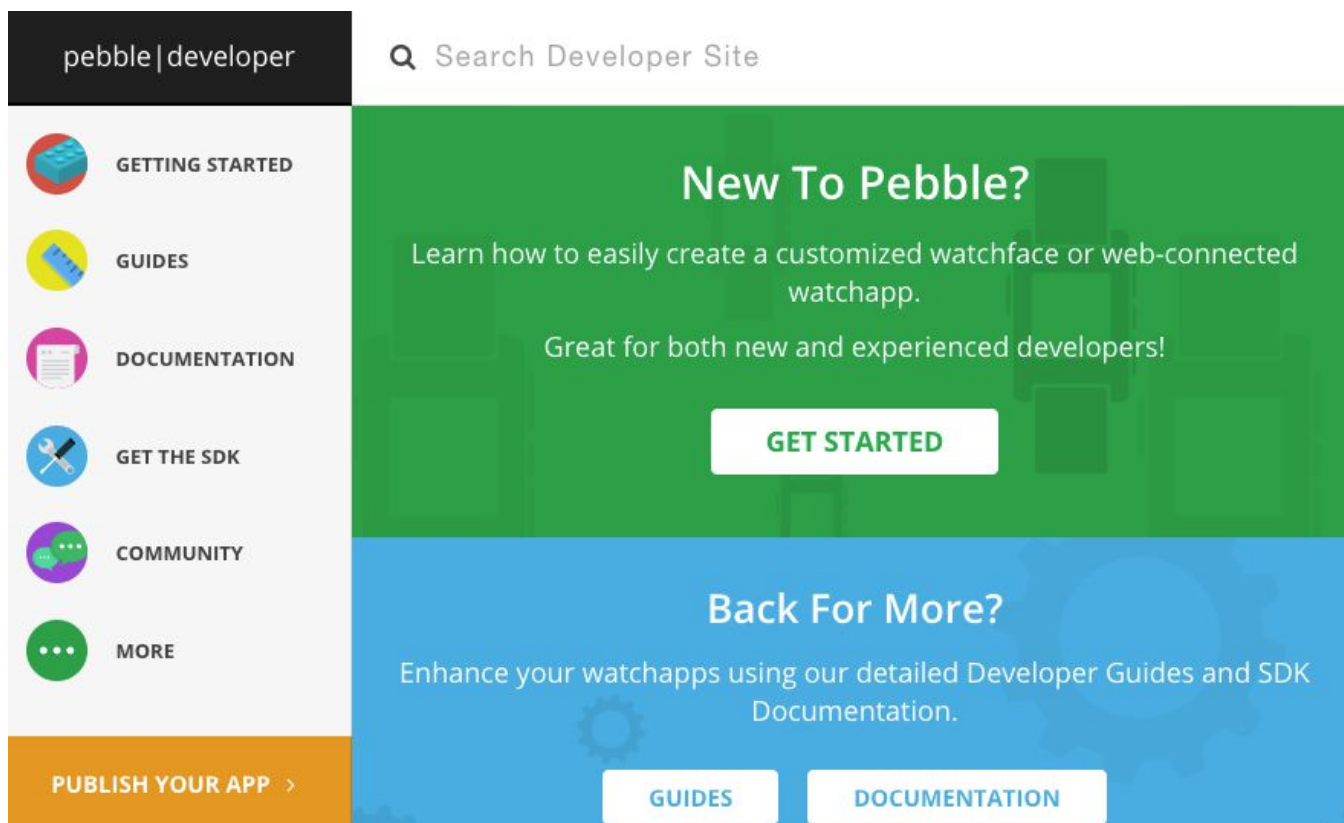 pebble|developer
Search Developer Site
GETTING STARTED
GUIDES
DOCUMENTATION
GET THE SDK
COMMUNITY
MORE
PUBLISH YOUR APP >
New To Pebble?
Learn how to easily create a customized watchface or web-connected
watchapp.
Great for both new and experienced developers!
GET STARTED
Back For More?
Enhance your watchapps using our detailed Developer Guides and SDK
Documentation.
GUIDES
DOCUMENTATION